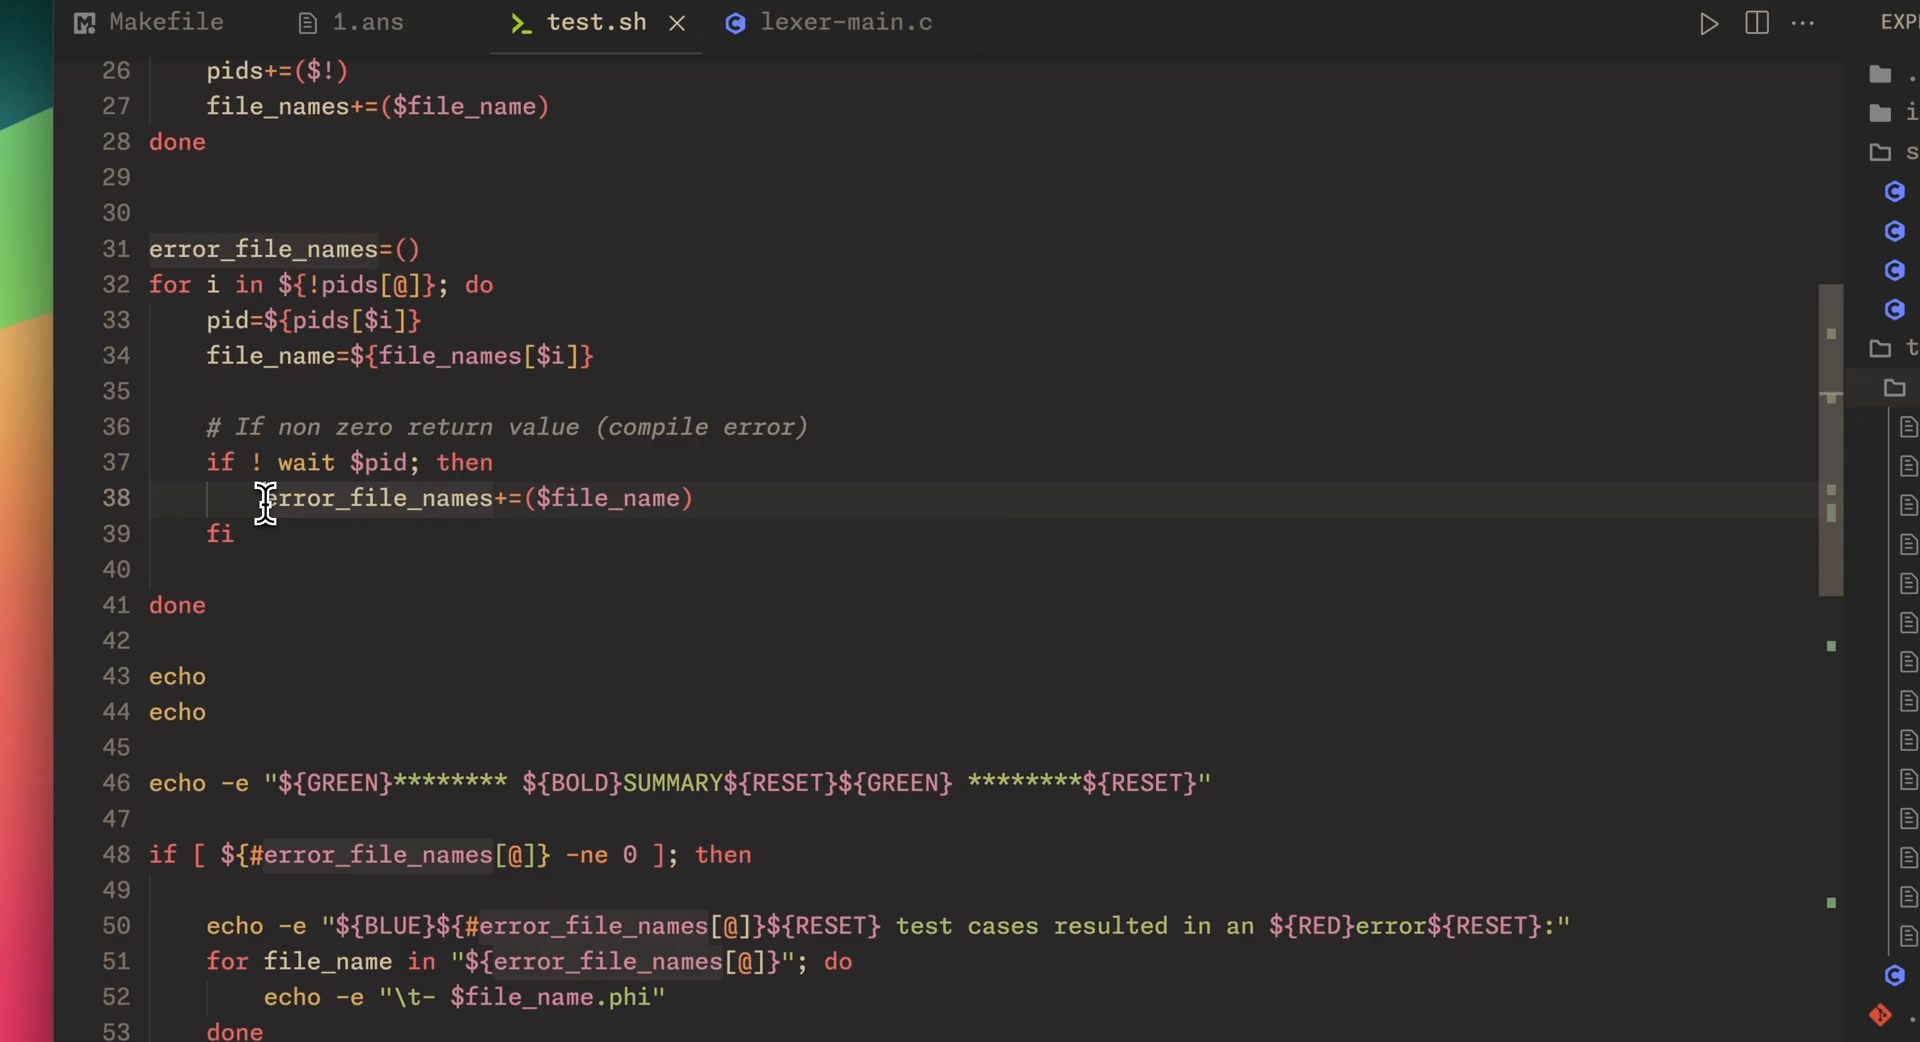 Makefile 1.ans test.sh lexer-main.c EXPI
26 pids+=($!)
27 file_names+=($file_name)
28 done
29
30
31 error_file_names=()
32 for i in ${!pids[@]}; do
33 pid=${pids[$i]}
34 file_name=${file_names[$i]}
35
36 # If non zero return value (compile error)
37 if ! wait $pid; then
38 error_file_names+=($file_name)
39 fi
40
41 done
42
43 echo
44 echo
45
46 echo -e "${GREEN}******** ${BOLD}SUMMARY${RESET}${GREEN} ********${RESET}"
47
48 if [ ${#error_file_names[@]} -ne 0 ]; then
49
50 echo -e "${BLUE}${#error_file_names[@]}${RESET} test cases resulted in an ${RED}error${RESET}:"
51 for file_name in "${error_file_names[@]}"; do
52 echo -e "\t- $file_name.phi"
53 done